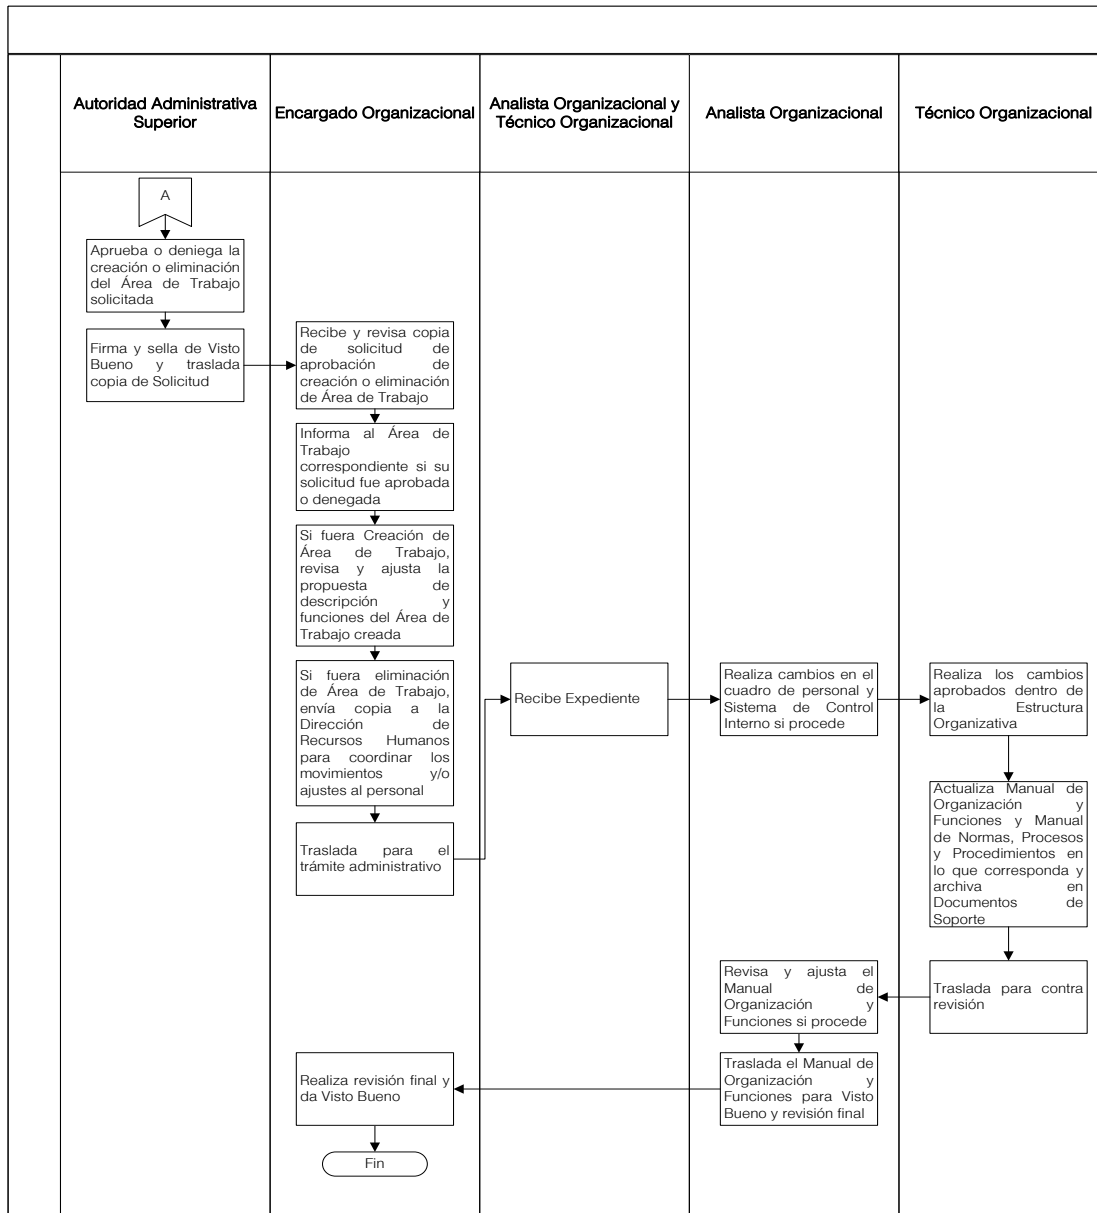 Autoridad Administrativa
Superior
Encargado Organizacional
Analista Organizacional y
Técnico Organizacional
Analista Organizacional
Técnico Organizacional
A
Aprueba o deniega la
creación o eliminación
del Área de Trabajo
solicitada
Firma y sella de Visto
Bueno y traslada
copia de Solicitud
Recibe y revisa copia
de solicitud de
aprobación de
creación o eliminación
de Área de Trabajo
Informa al Área de
Trabajo
correspondiente si su
solicitud fue aprobada
o denegada
Si fuera Creación de
Área de Trabajo,
revisa y ajusta la
propuesta de
descripción y
funciones del Área de
Trabajo creada
Si fuera eliminación
de Área de Trabajo,
envía copia a la
Dirección de
Recursos Humanos
para coordinar los
movimientos y/o
ajustes al personal
Traslada para el
trámite administrativo
Recibe Expediente
Realiza cambios en el
cuadro de personal y
Sistema de Control
Interno si procede
Realiza los cambios
aprobados dentro de
la Estructura
Organizativa
Actualiza Manual de
Organización y
Funciones y Manual
de Normas, Procesos
y Procedimientos en
lo que corresponda y
archiva en
Documentos de
Soporte
Traslada para contra
revisión
Revisa y ajusta el
Manual de
Organización y
Funciones si procede
Traslada el Manual de
Organización y
Funciones para Visto
Bueno y revisión final
Realiza revisión final y
da Visto Bueno
Fin